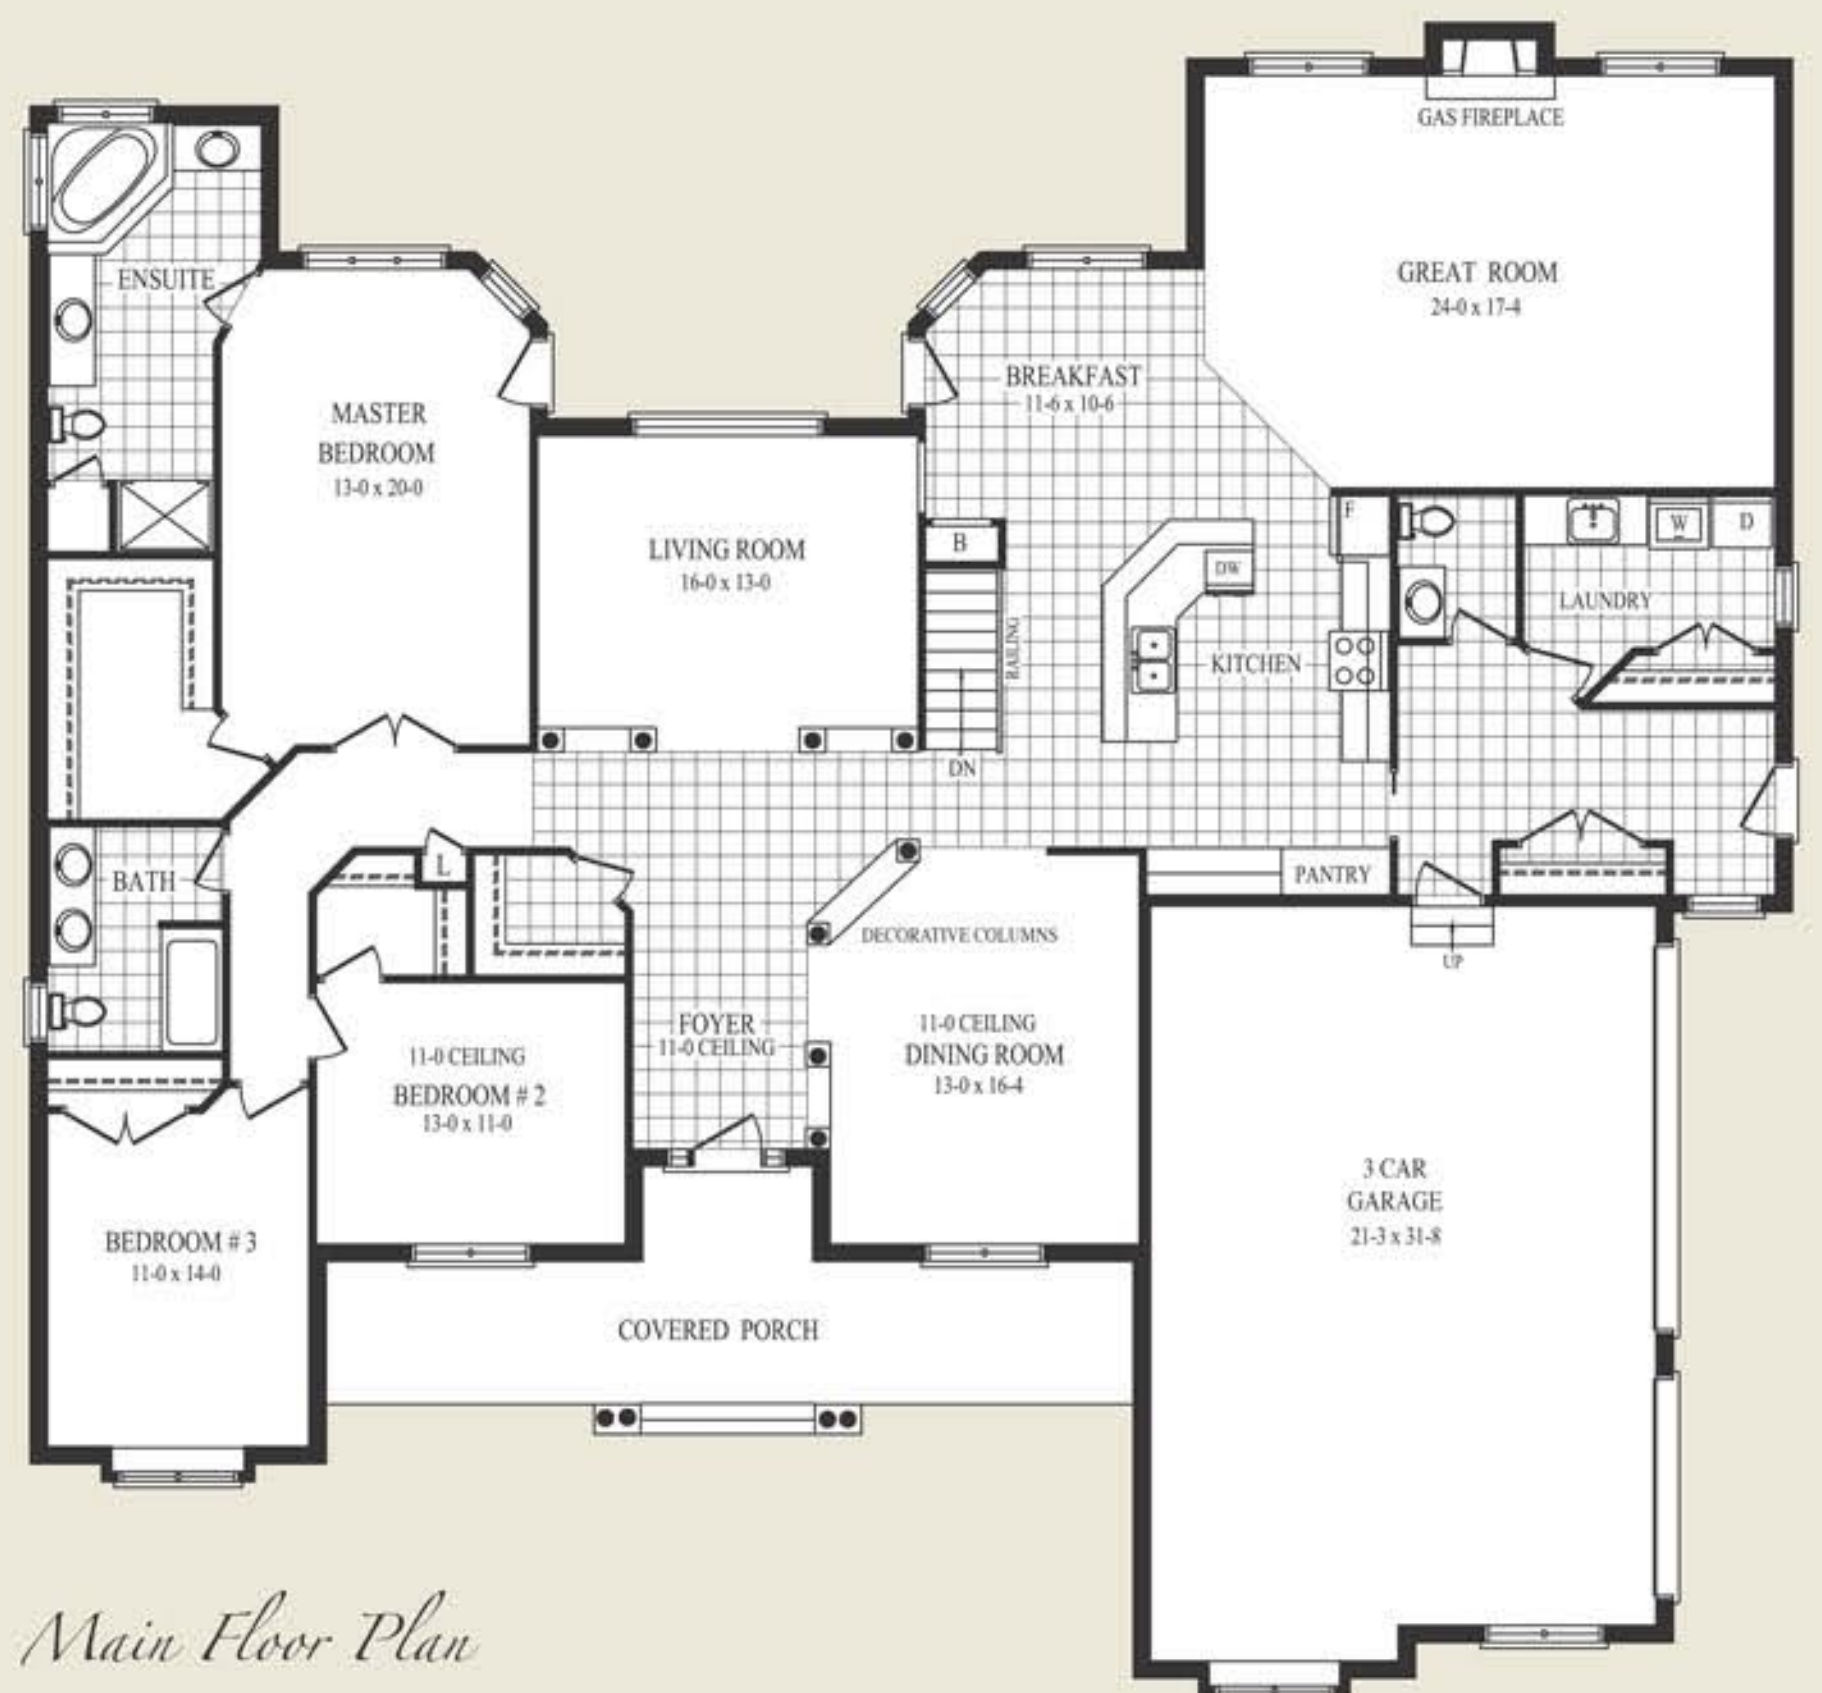 GAS FIREPLACE
GREAT ROOM
24-0 x 17-4
ENSUITE
MASTER
BEDROOM
13-0 x 20-0
BREAKFAST
11-6 x 10-6
LIVING ROOM
16-0 x 13-0
B
RAILING
DN
F
DW
KITCHEN
W
D
LAUNDRY
BATH
L
PANTRY
DECORATIVE COLUMNS
UP
FOYER
11-0 CEILING
11-0 CEILING
DINING ROOM
13-0 x 16-4
11-0 CEILING
BEDROOM # 2
13-0 x 11-0
3 CAR
GARAGE
21-3 x 31-8
BEDROOM # 3
11-0 x 14-0
COVERED PORCH
Main Floor Plan